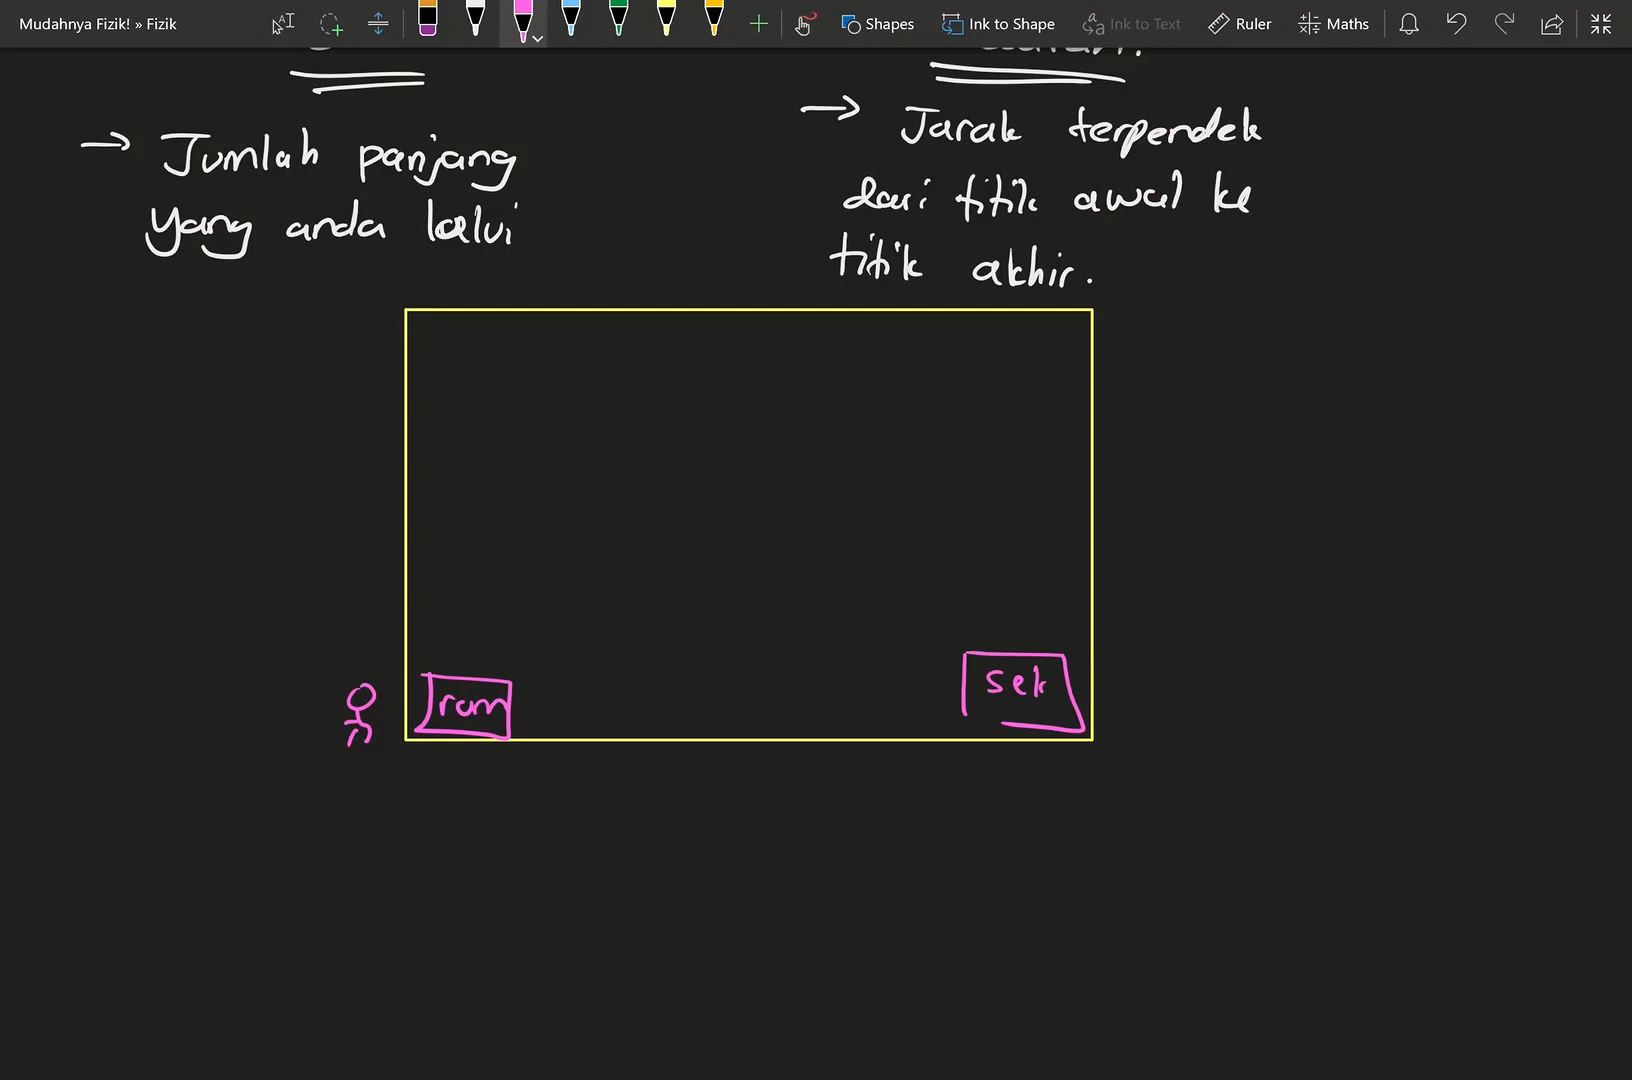 Mudahnya Fizik! » Fizik
Shapes
Ink to Shape
Ink to Text
Ruler
Maths
→ Jumlah panjang
yang anda lalui
→ Jarak terpendek
dari titik awal ke
titik akhir.
rum
sek